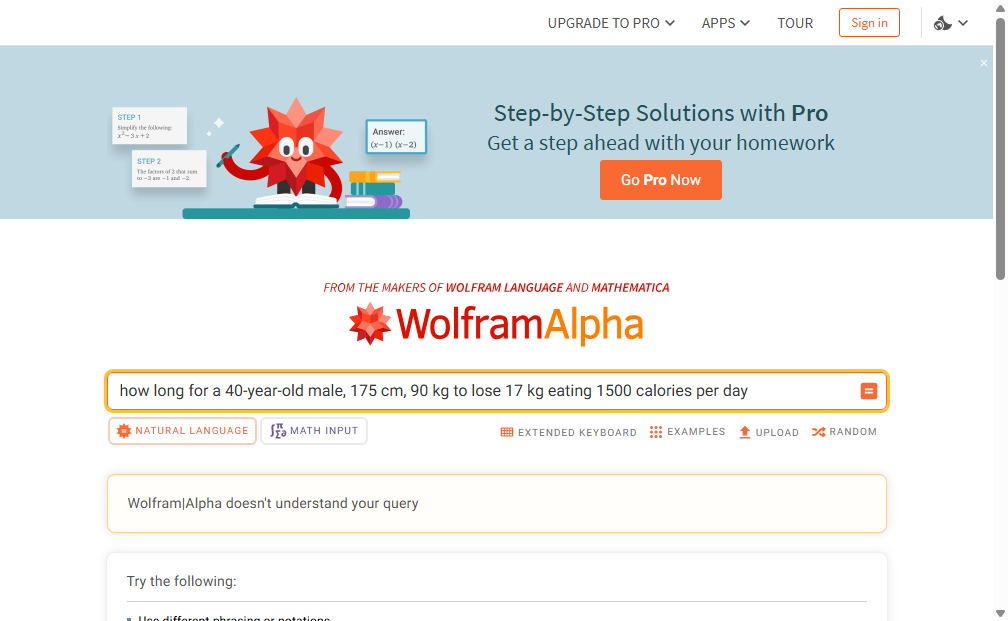 UPGRADE TO PRO APPS TOUR Sign in
STEP 1
Simplify the following:
x² − 3 x + 2
STEP 2
The factors of 2 that sum
to −3 are −1 and −2.
Answer:
(x−1) (x−2)
Step-by-Step Solutions with Pro
Get a step ahead with your homework
Go Pro Now
FROM THE MAKERS OF WOLFRAM LANGUAGE AND MATHEMATICA
WolframAlpha
how long for a 40-year-old male, 175 cm, 90 kg to lose 17 kg eating 1500 calories per day
NATURAL LANGUAGE MATH INPUT EXTENDED KEYBOARD EXAMPLES UPLOAD RANDOM
Wolfram|Alpha doesn't understand your query
Try the following:
Use different phrasing or notations